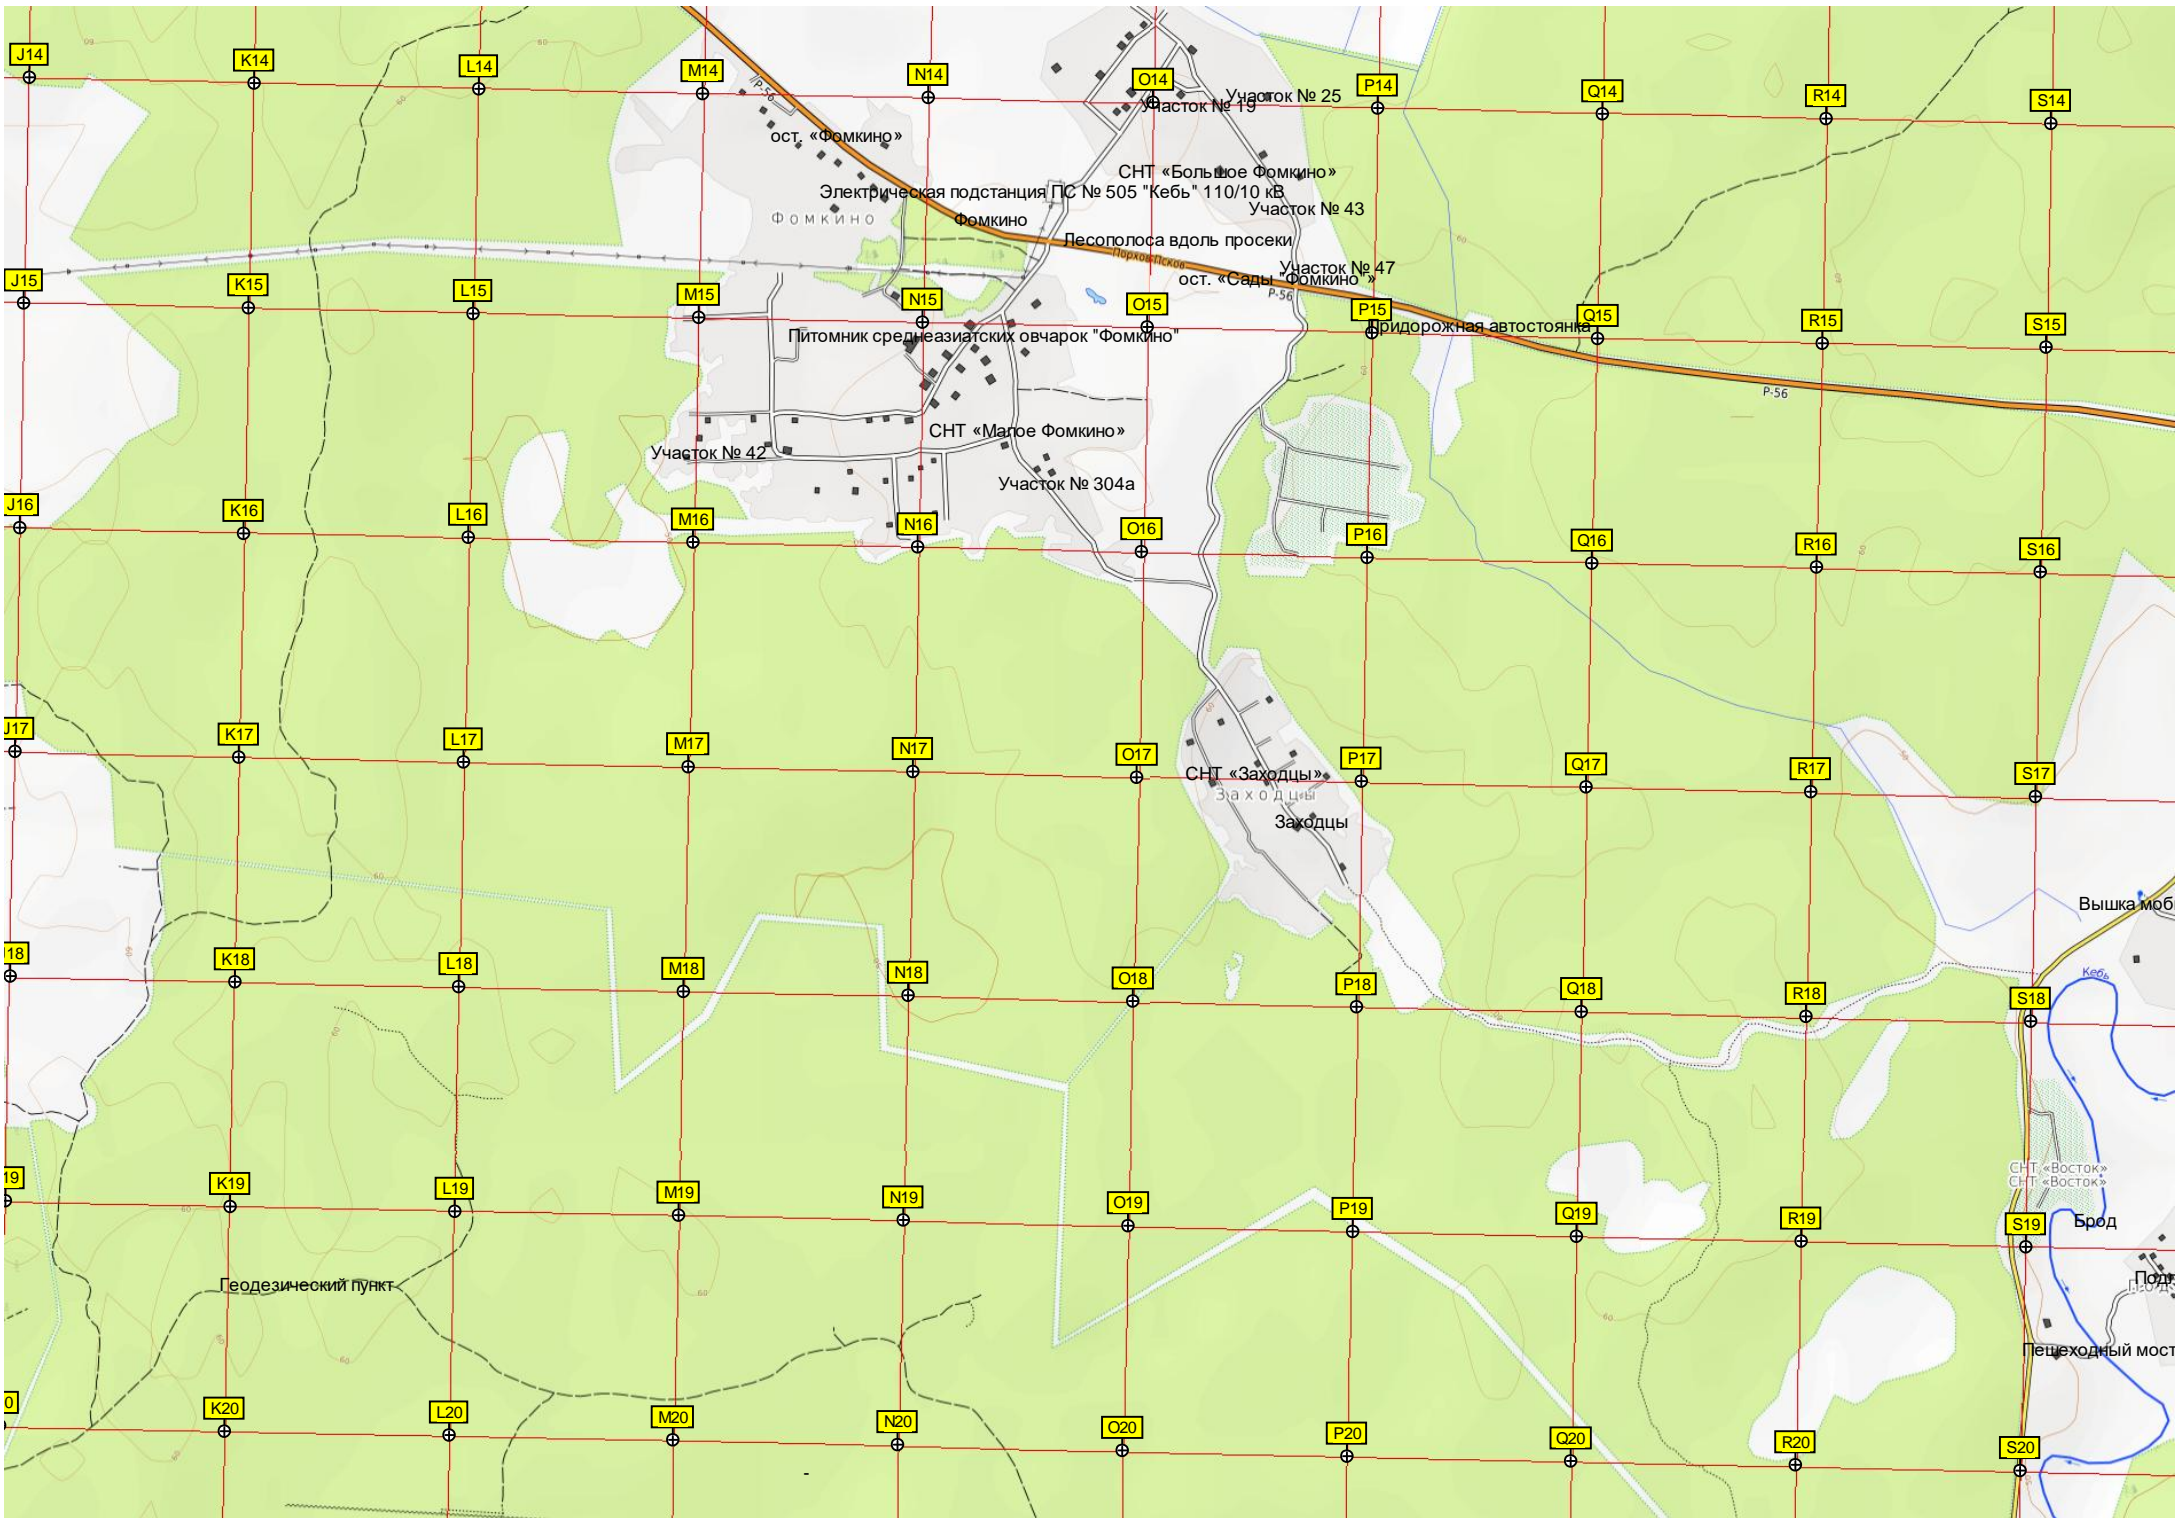 J14
K14
L14
M14
N14
O14
P14
Q14
R14
S14
Р-56
Участок № 25
Участок № 19
ост. «Фомкино»
СНТ «Большое Фомкино»
Электрическая подстанция ПС № 505 "Кебь" 110/10 кВ
Участок № 43
Фомкино
Фомкино
Лесополоса вдоль просеки
Порхов-Псков
Участок № 47
ост. «Сады "Фомкино"»
Р-56
J15
K15
L15
M15
N15
O15
P15
Q15
R15
S15
Придорожная автостоянка
Питомник среднеазиатских овчарок "Фомкино"
Р-56
СНТ «Малое Фомкино»
Участок № 42
Участок № 304а
J16
K16
L16
M16
N16
O16
P16
Q16
R16
S16
J17
K17
L17
M17
N17
O17
P17
Q17
R17
S17
СНТ «Заходцы»
Заходцы
Заходцы
Вышка моб
18
K18
L18
M18
N18
O18
P18
Q18
R18
S18
Кебь
СНТ «Восток»
СНТ «Восток»
19
K19
L19
M19
N19
O19
P19
Q19
R19
S19
Брод
Геодезический пункт
Пешеходный мост
0
K20
L20
M20
N20
O20
P20
Q20
R20
S20
-